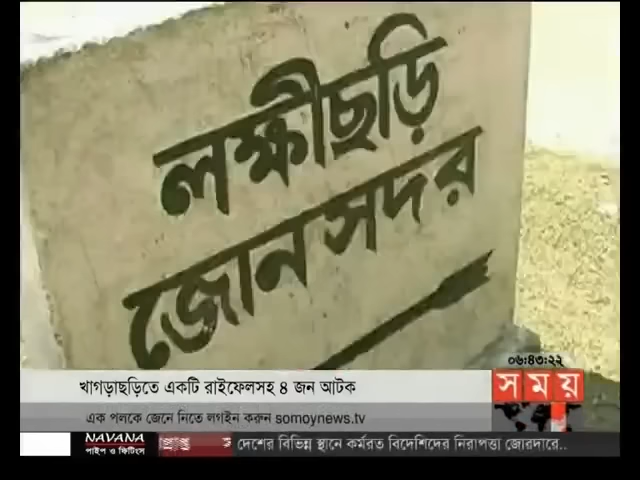 লক্ষীছড়ি
জোন সদর
০৬:৪৩:২২
সময়
খাগড়াছড়িতে একটি রাইফেলসহ ৪ জন আটক
এক পলকে জেনে নিতে লগইন করুন somoynews.tv
NAVANA
পাইপ ও ফিটিংস
প্রাপ্ত
দেশের বিভিন্ন স্থানে কর্মরত বিদেশিদের নিরাপত্তা জোরদারে..